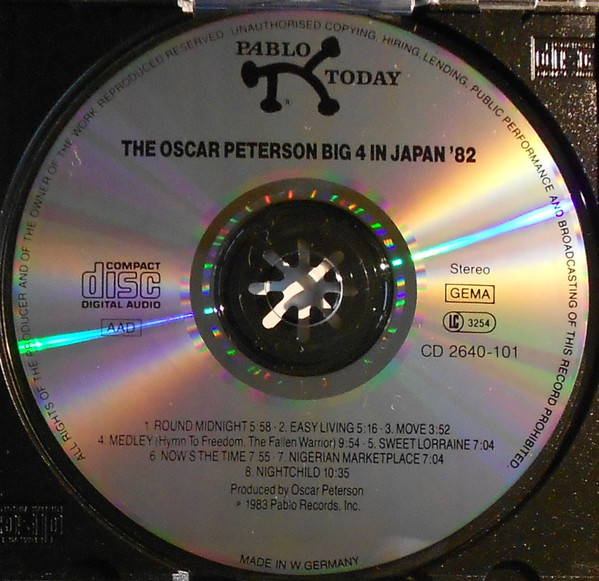 ALL RIGHTS OF THE PRODUCER AND OF THE OWNER OF THE WORK REPRODUCED RESERVED. UNAUTHORISED COPYING, HIRING, LENDING, PUBLIC PERFORMANCE AND BROADCASTING OF THIS RECORD PROHIBITED.
PABLO
TODAY
®
THE OSCAR PETERSON BIG 4 IN JAPAN '82
COMPACT
disc
DIGITAL AUDIO
AAD
Stereo
GEMA
LC 3254
CD 2640-101
1. ROUND MIDNIGHT 5:58 · 2. EASY LIVING 5:16 · 3. MOVE 3:52
4. MEDLEY (Hymn To Freedom, The Fallen Warrior) 9:54 · 5. SWEET LORRAINE 7:04
6. NOW'S THE TIME 7:55 · 7. NIGERIAN MARKETPLACE 7:04
8. NIGHTCHILD 10:35
Produced by Oscar Peterson
℗ 1983 Pablo Records, Inc.
MADE IN W. GERMANY